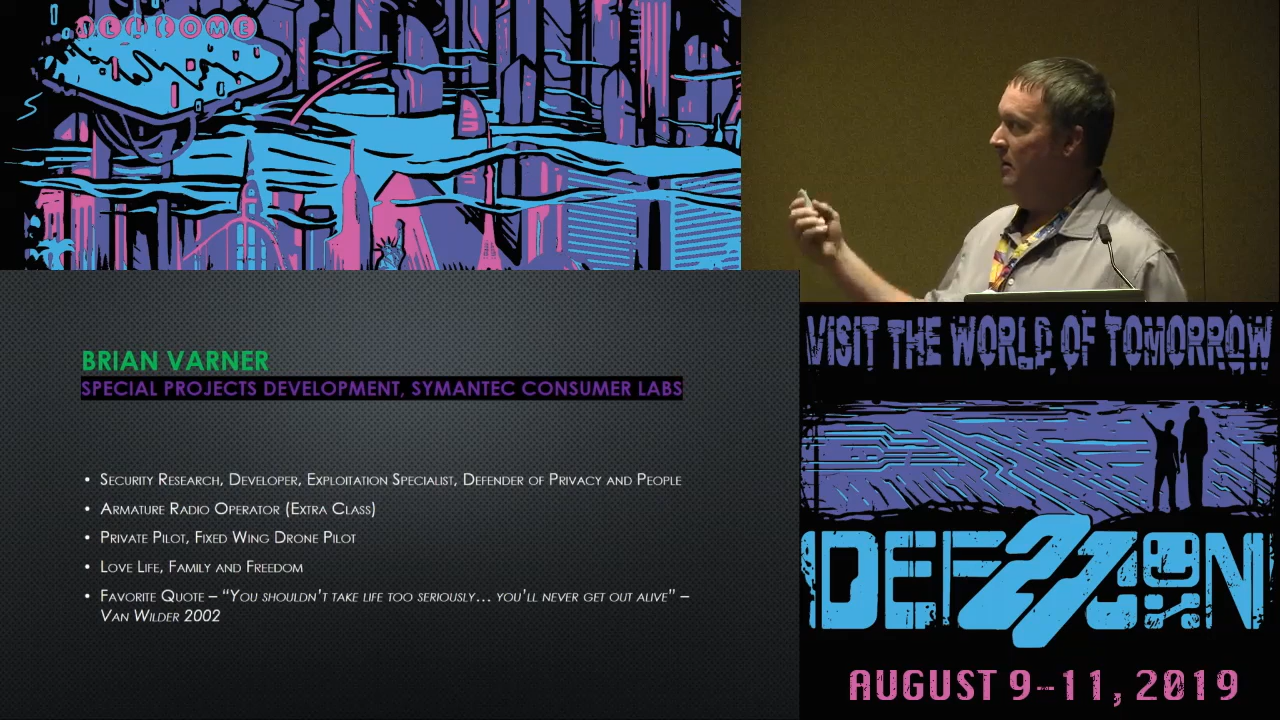 WELCOME
BRIAN VARNER
SPECIAL PROJECTS DEVELOPMENT, SYMANTEC CONSUMER LABS
• Security Research, Developer, Exploitation Specialist, Defender of Privacy and People
• Armature Radio Operator (Extra Class)
• Private Pilot, Fixed Wing Drone Pilot
• Love Life, Family and Freedom
• Favorite Quote – “You shouldn’t take life too seriously... you’ll never get out alive” –
Van Wilder 2002
VISIT THE WORLD OF TOMORROW
DEF27CON
AUGUST 9--11, 2019